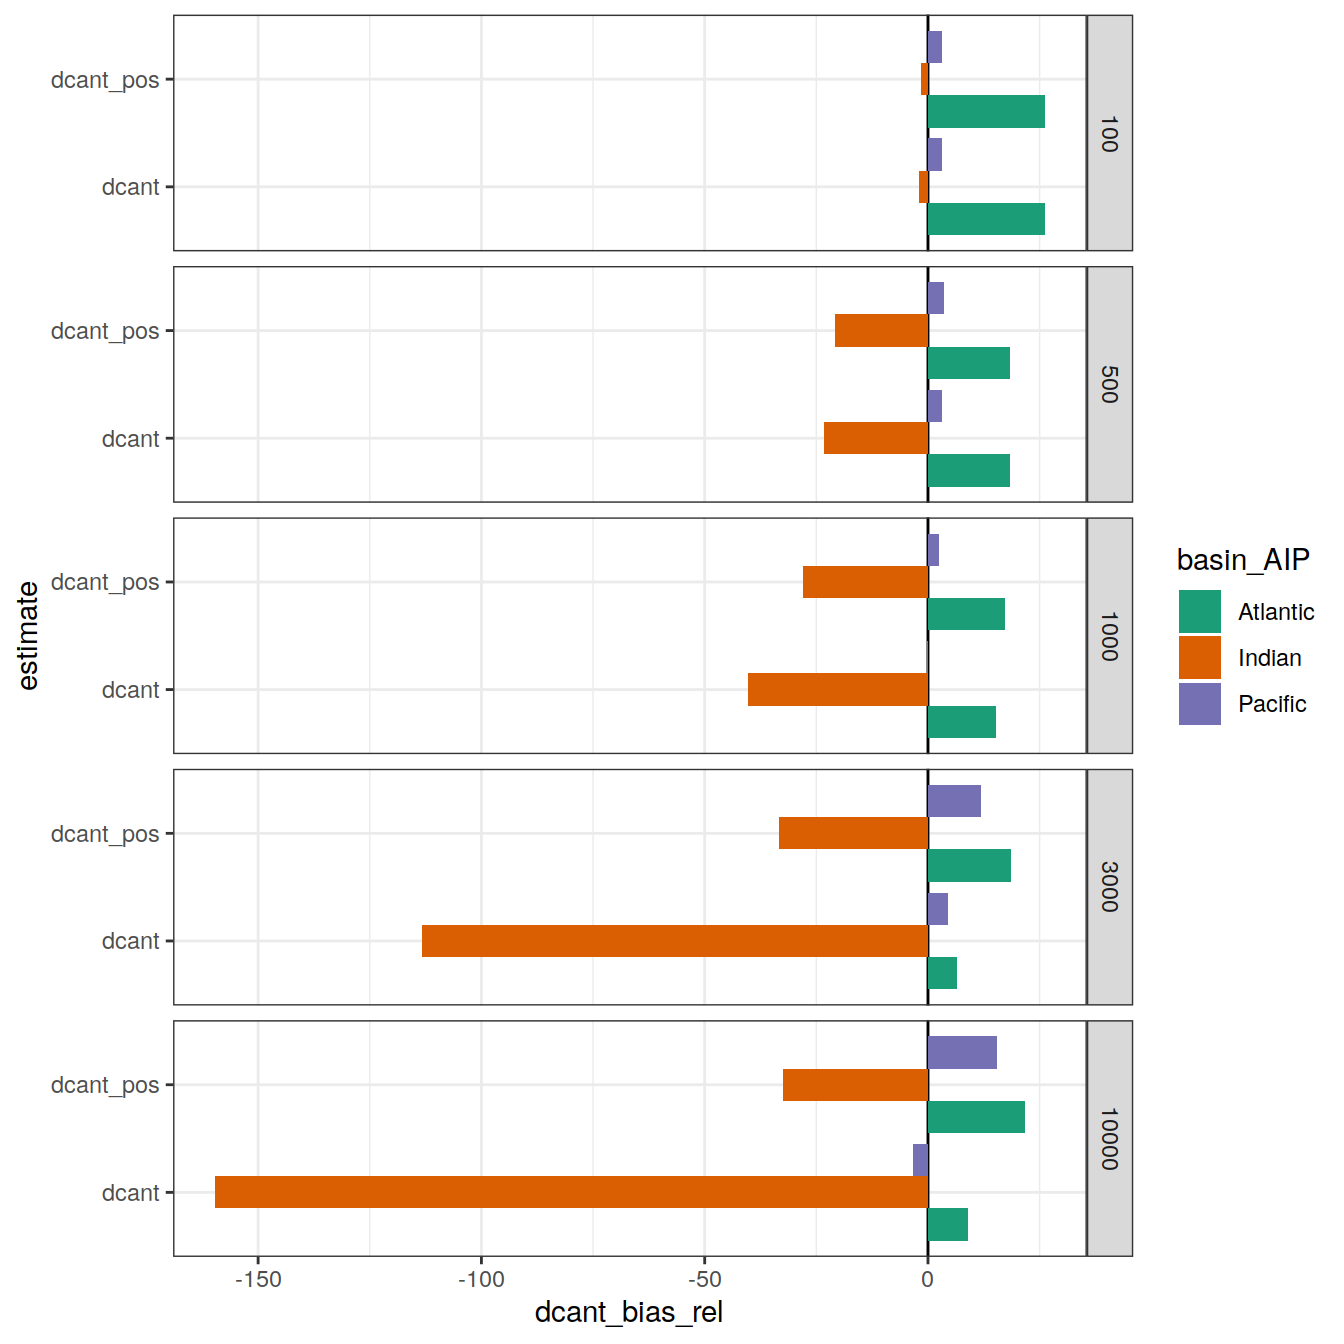 dcant_pos
dcant
100
dcant_pos
dcant
500
dcant_pos
dcant
1000
dcant_pos
dcant
3000
dcant_pos
dcant
10000
-150
-100
-50
0
dcant_bias_rel
estimate
basin_AIP
Atlantic
Indian
Pacific